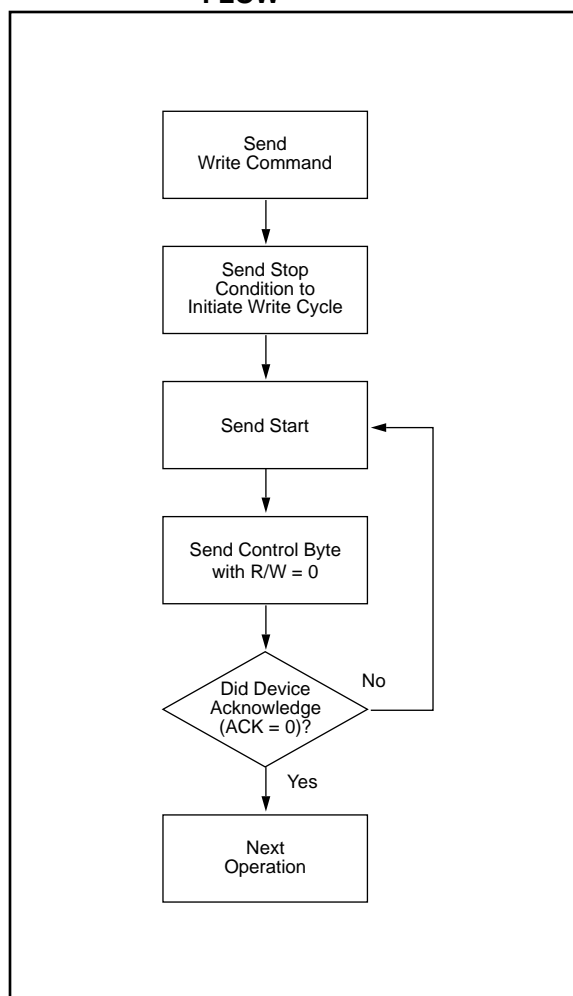 FLOW
Send
Write Command
Send Stop
Condition to
Initiate Write Cycle
Send Start
Send Control Byte
with R/W = 0
Did Device
Acknowledge
(ACK = 0)?
No
Yes
Next
Operation